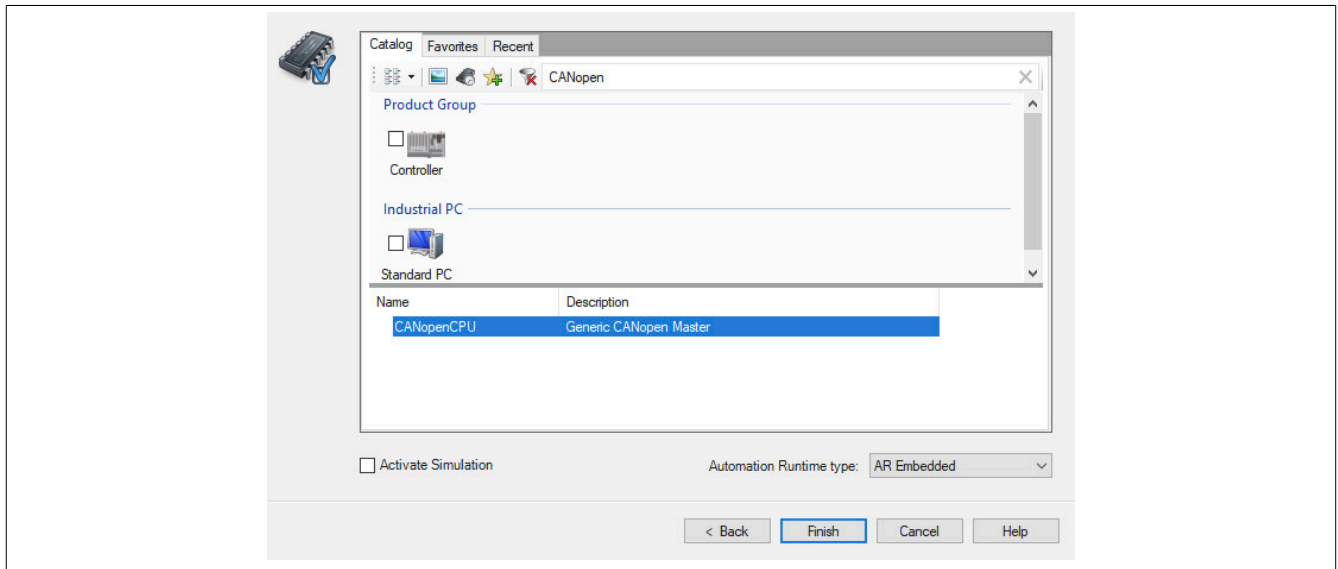 Catalog Favorites Recent
CANopen
Product Group
Controller
Industrial PC
Standard PC
Name Description
CANopenCPU Generic CANopen Master
Activate Simulation Automation Runtime type: AR Embedded
< Back Finish Cancel Help